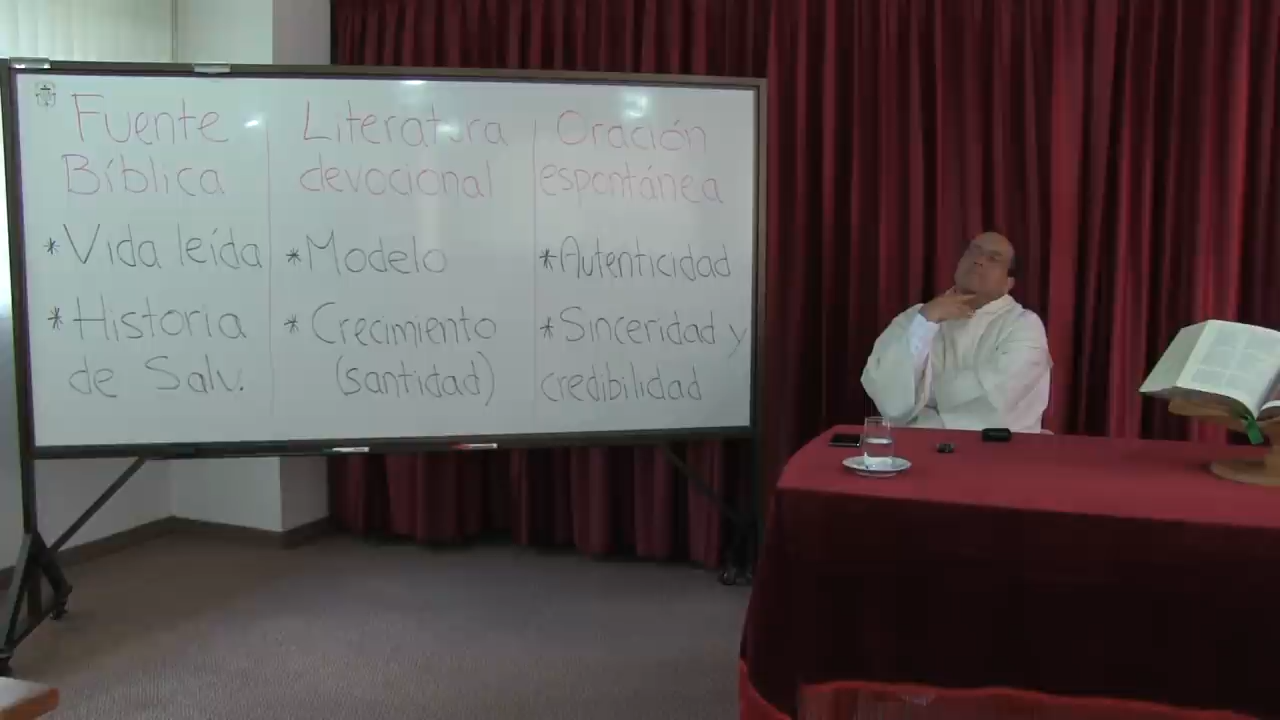 Fuente
Bíblica
*Vida leída
*Historia
de Salv.
Literatura
devocional
*Modelo
*Crecimiento
(santidad)
Oración
espontánea
*Autenticidad
*Sinceridad y
credibilidad